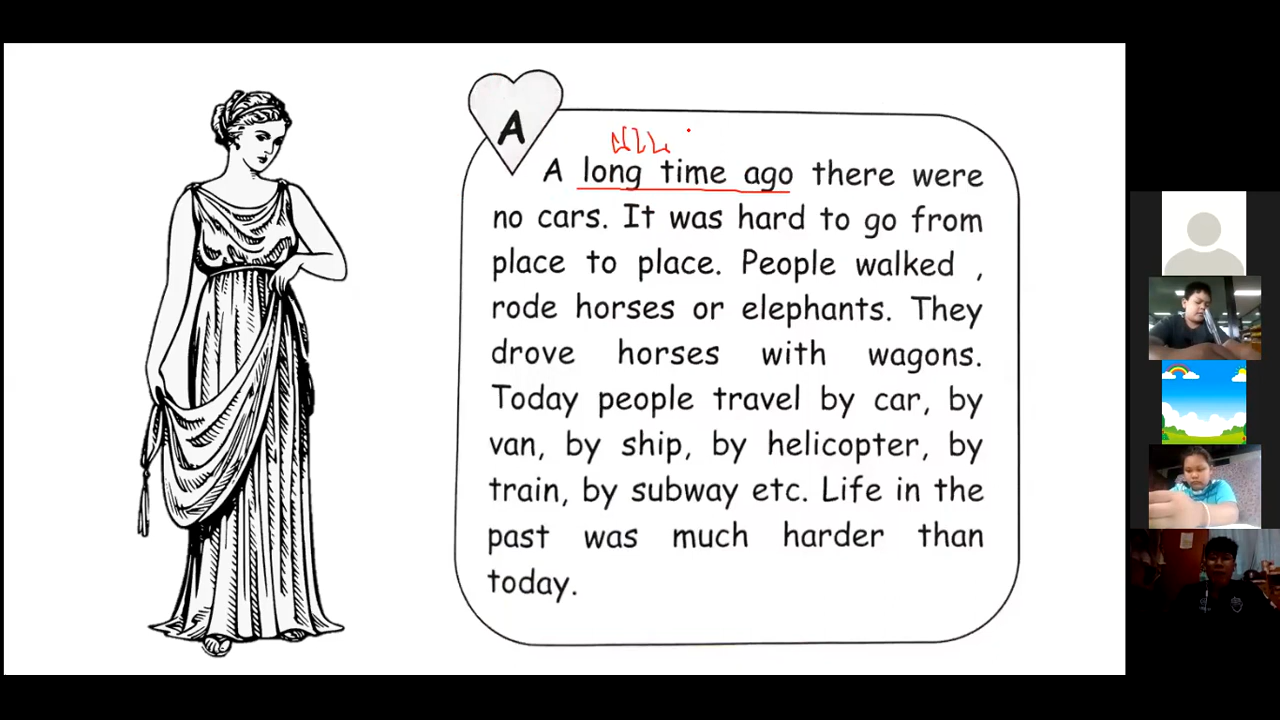 A
A long time ago there were
no cars. It was hard to go from
place to place. People walked ,
rode horses or elephants. They
drove horses with wagons.
Today people travel by car, by
van, by ship, by helicopter, by
train, by subway etc. Life in the
past was much harder than
today.